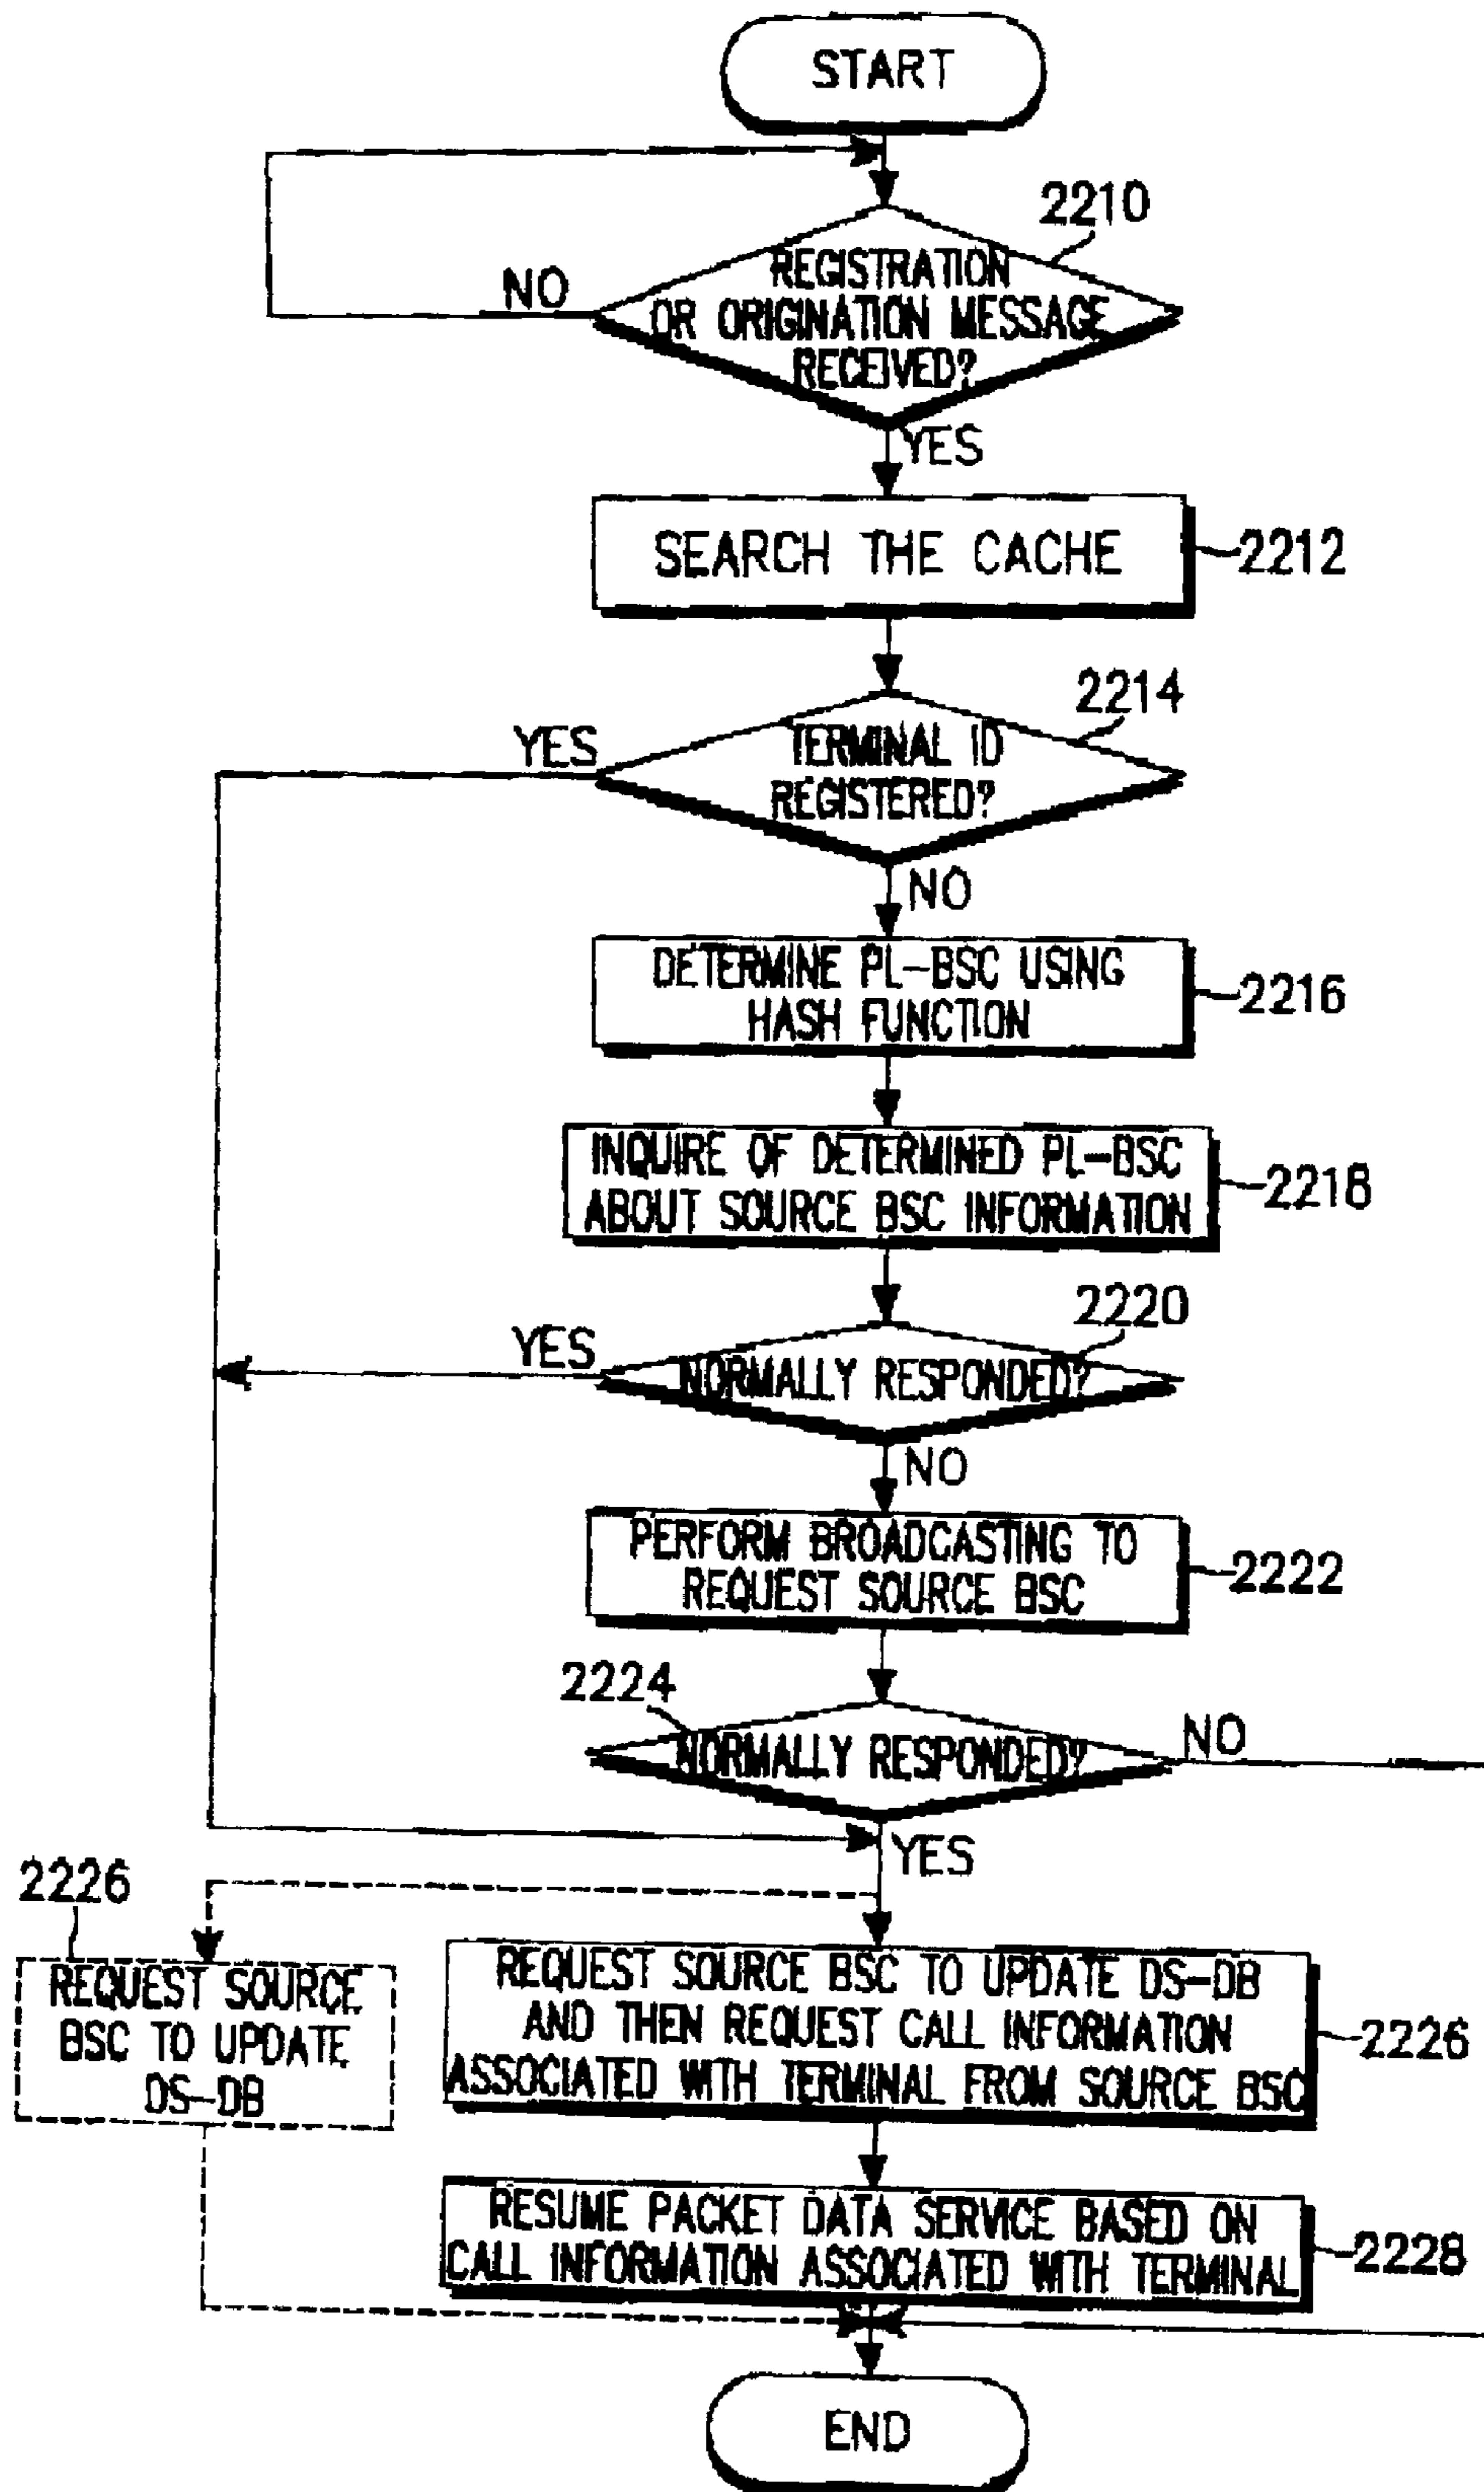 START
2210
REGISTRATION
OR ORIGINATION MESSAGE
RECEIVED?
NO
YES
SEARCH THE CACHE
2212
2214
YES
TERMINAL ID
REGISTERED?
NO
DETERMINE PL-BSC USING
HASH FUNCTION
2216
INQUIRE OF DETERMINED PL-BSC
ABOUT SOURCE BSC INFORMATION
2218
2220
YES
NORMALLY RESPONDED?
NO
PERFORM BROADCASTING TO
REQUEST SOURCE BSC
2222
2224
NORMALLY RESPONDED?
NO
YES
2226
REQUEST SOURCE
BSC TO UPDATE
DS-DB
REQUEST SOURCE BSC TO UPDATE DS-DB
AND THEN REQUEST CALL INFORMATION
ASSOCIATED WITH TERMINAL FROM SOURCE BSC
2226
RESUME PACKET DATA SERVICE BASED ON
CALL INFORMATION ASSOCIATED WITH TERMINAL
2228
END